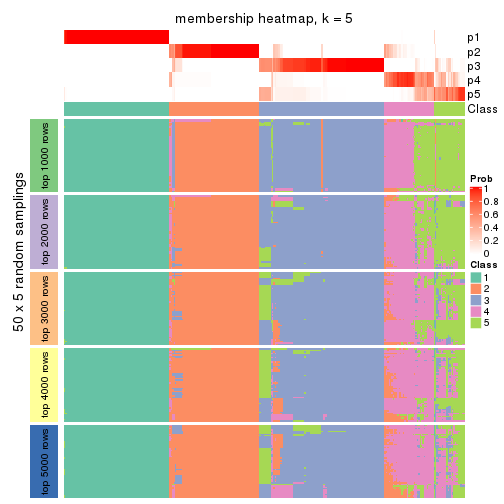 membership heatmap, k = 5
p1
p2
p3
p4
p5
Class
50 x 5 random samplings
top 1000 rows
top 2000 rows
top 3000 rows
top 4000 rows
top 5000 rows
Prob
1
0.8
0.6
0.4
0.2
0
Class
1
2
3
4
5